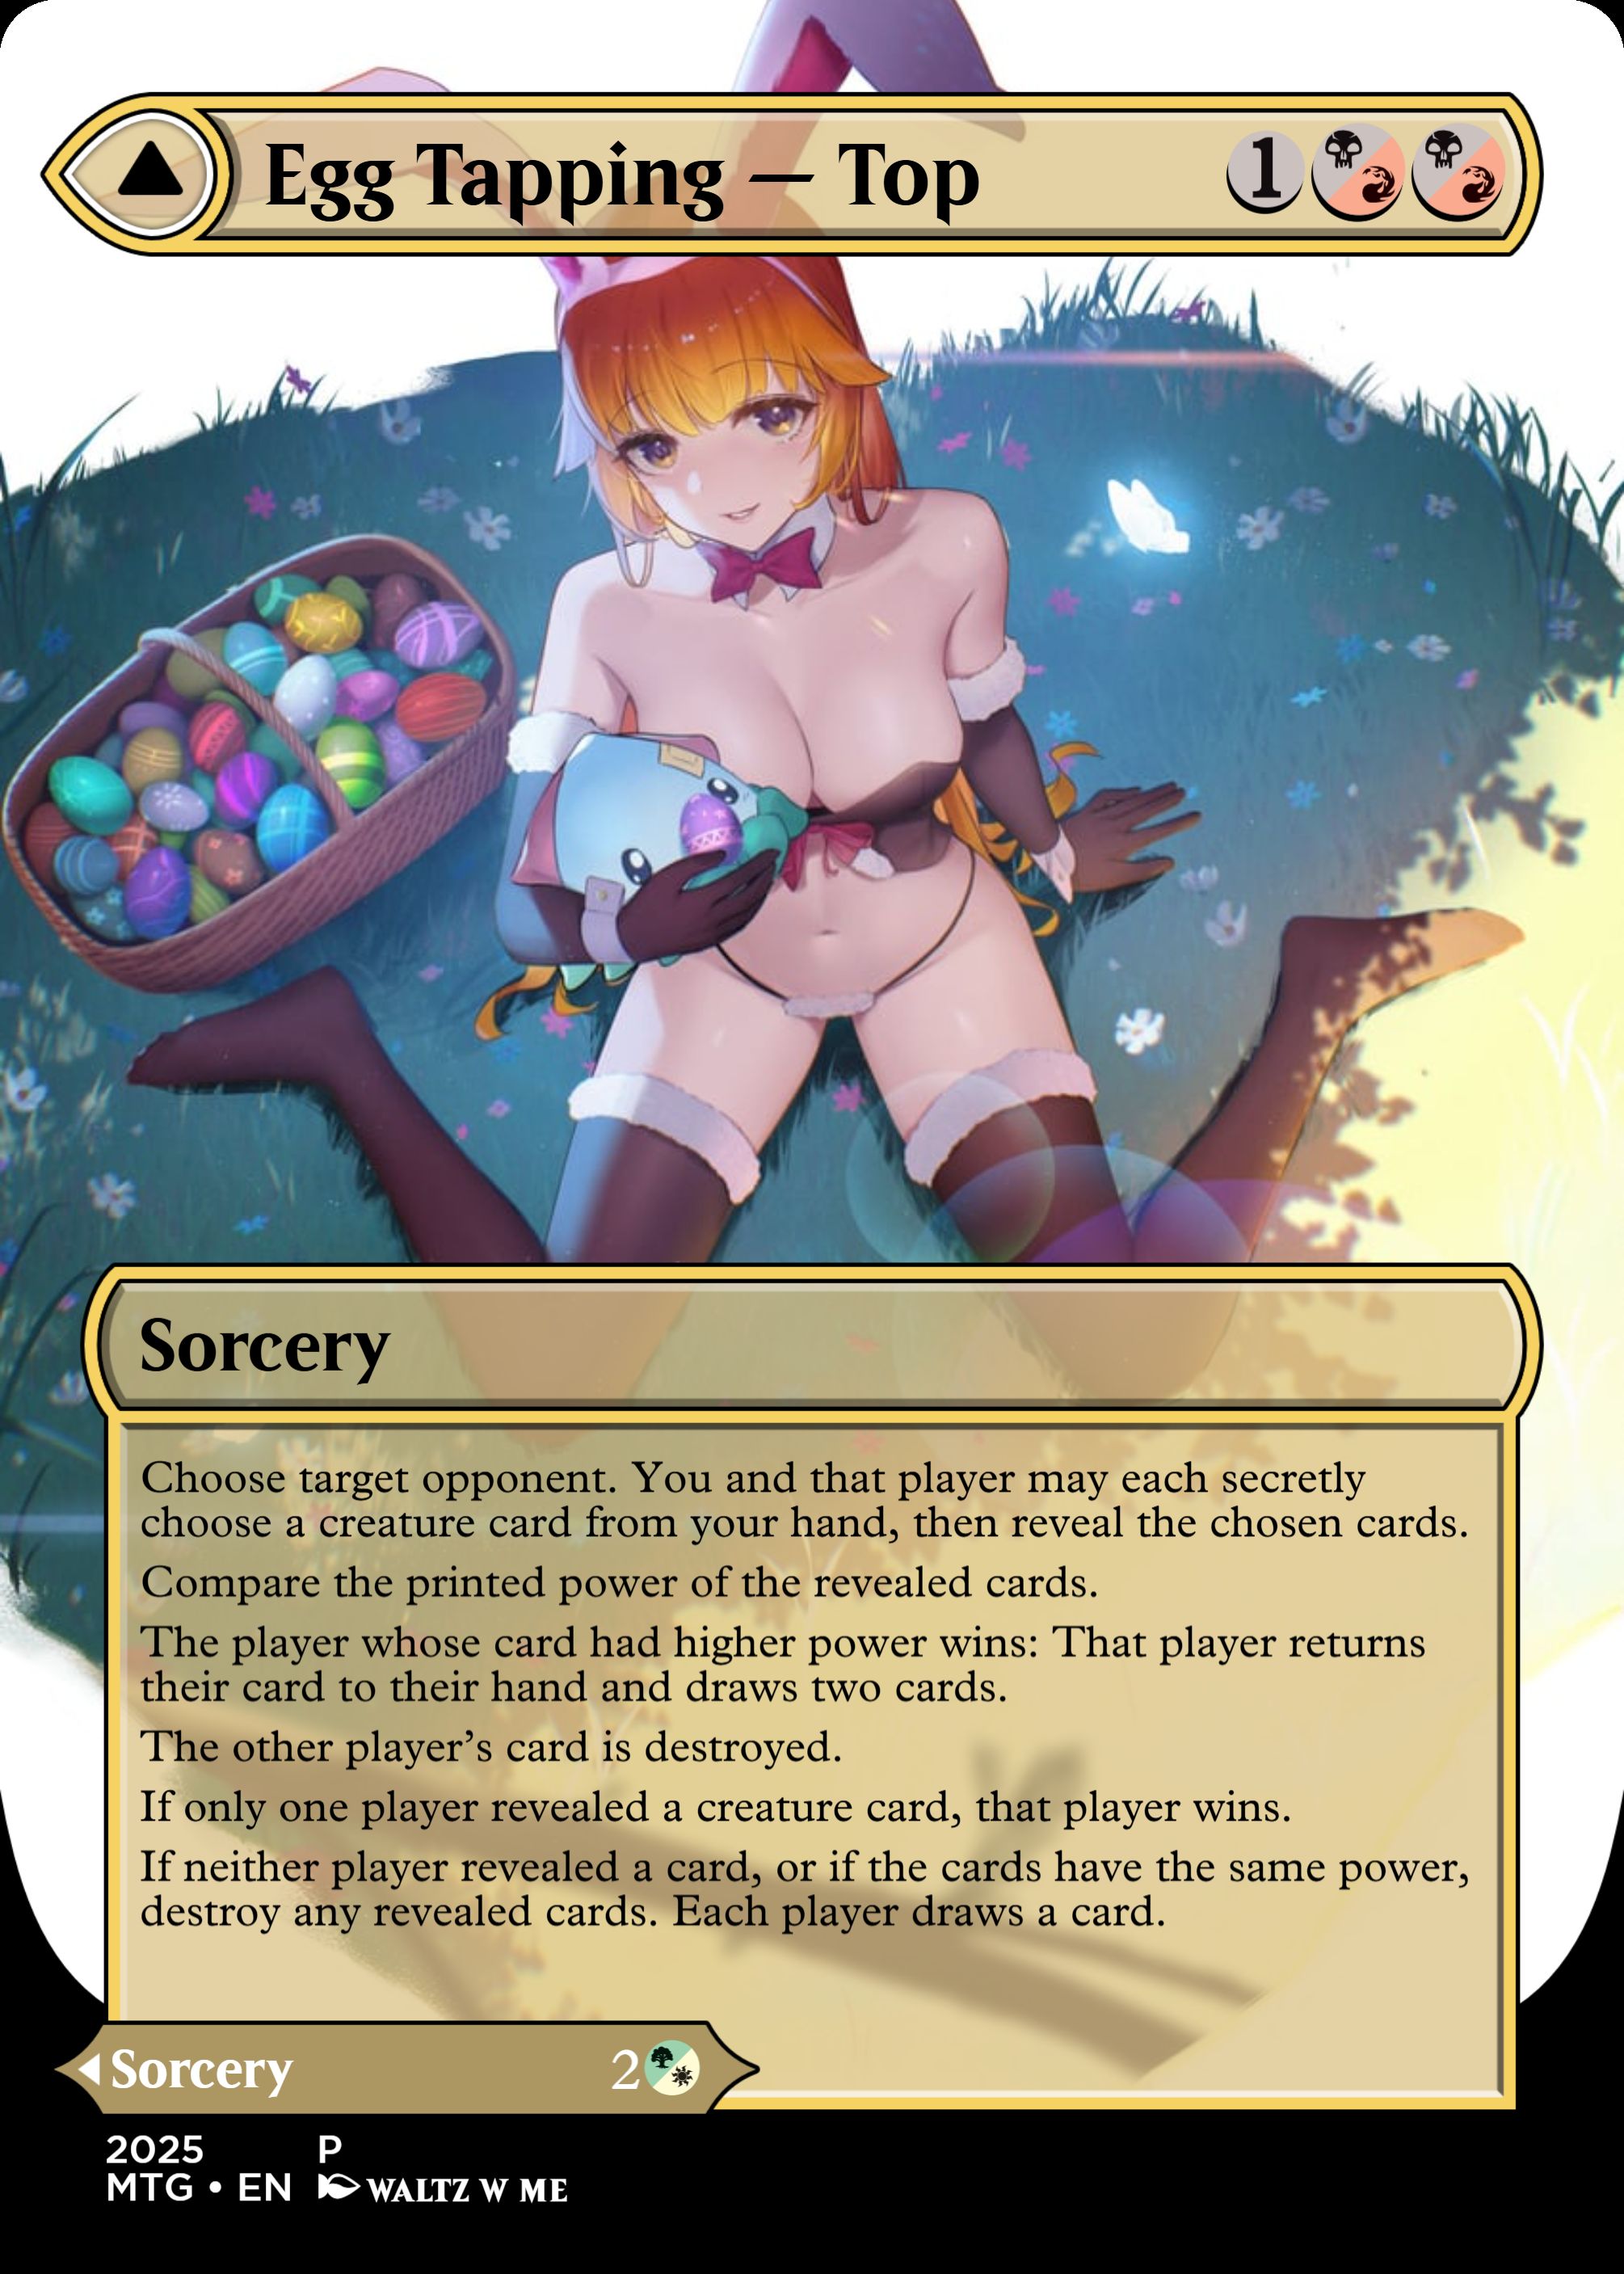 Egg Tapping — Top 1
Sorcery
Choose target opponent. You and that player may each secretly
choose a creature card from your hand, then reveal the chosen cards.
Compare the printed power of the revealed cards.
The player whose card had higher power wins: That player returns
their card to their hand and draws two cards.
The other player’s card is destroyed.
If only one player revealed a creature card, that player wins.
If neither player revealed a card, or if the cards have the same power,
destroy any revealed cards. Each player draws a card.
Sorcery 2
2025 P
MTG • EN WALTZ W ME